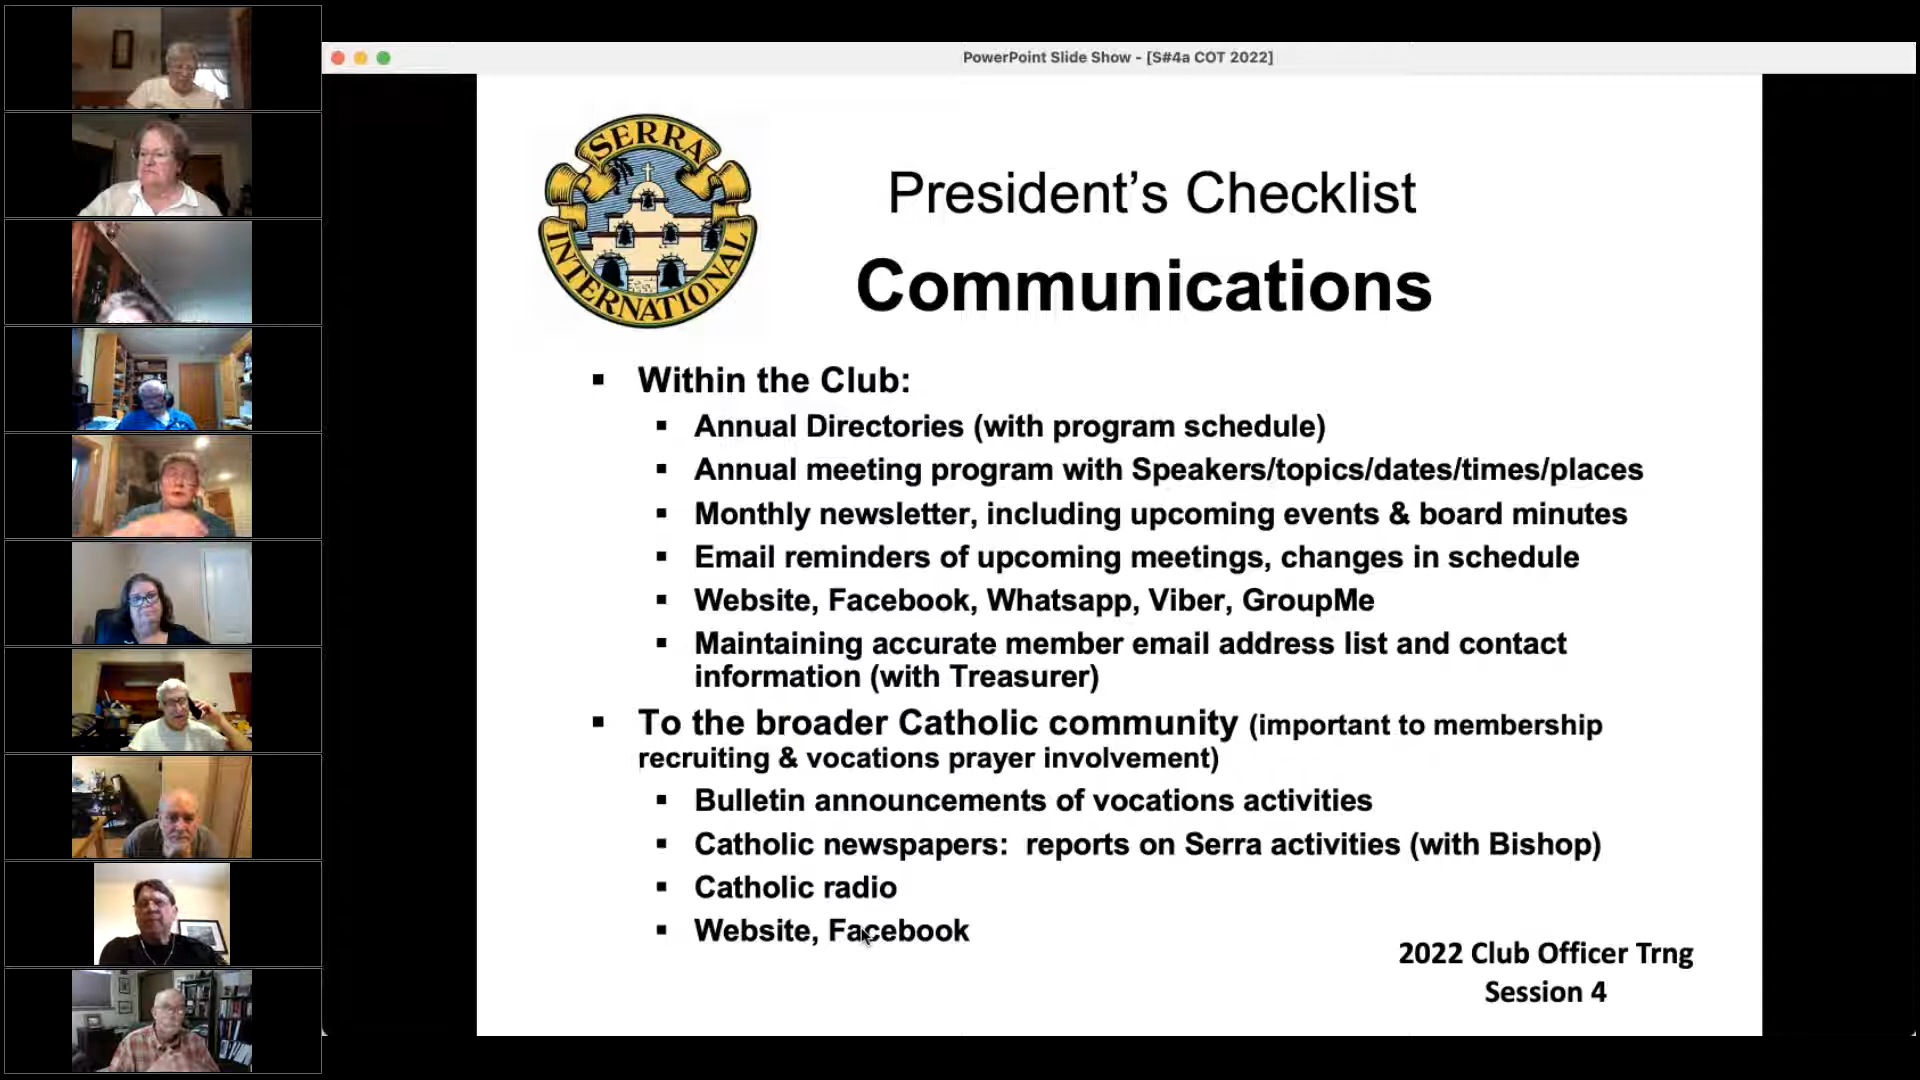 PowerPoint Slide Show - [S#4a COT 2022]
SERRA
INTERNATIONAL
President’s Checklist
Communications
▪ Within the Club:
▪ Annual Directories (with program schedule)
▪ Annual meeting program with Speakers/topics/dates/times/places
▪ Monthly newsletter, including upcoming events & board minutes
▪ Email reminders of upcoming meetings, changes in schedule
▪ Website, Facebook, Whatsapp, Viber, GroupMe
▪ Maintaining accurate member email address list and contact
information (with Treasurer)
▪ To the broader Catholic community (important to membership
recruiting & vocations prayer involvement)
▪ Bulletin announcements of vocations activities
▪ Catholic newspapers:  reports on Serra activities (with Bishop)
▪ Catholic radio
▪ Website, Facebook
2022 Club Officer Trng
Session 4